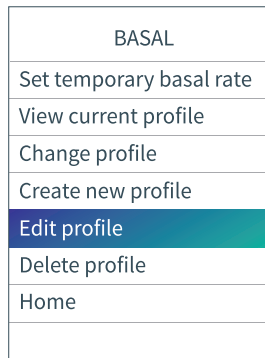 BASAL
Set temporary basal rate
View current profile
Change profile
Create new profile
Edit profile
Delete profile
Home